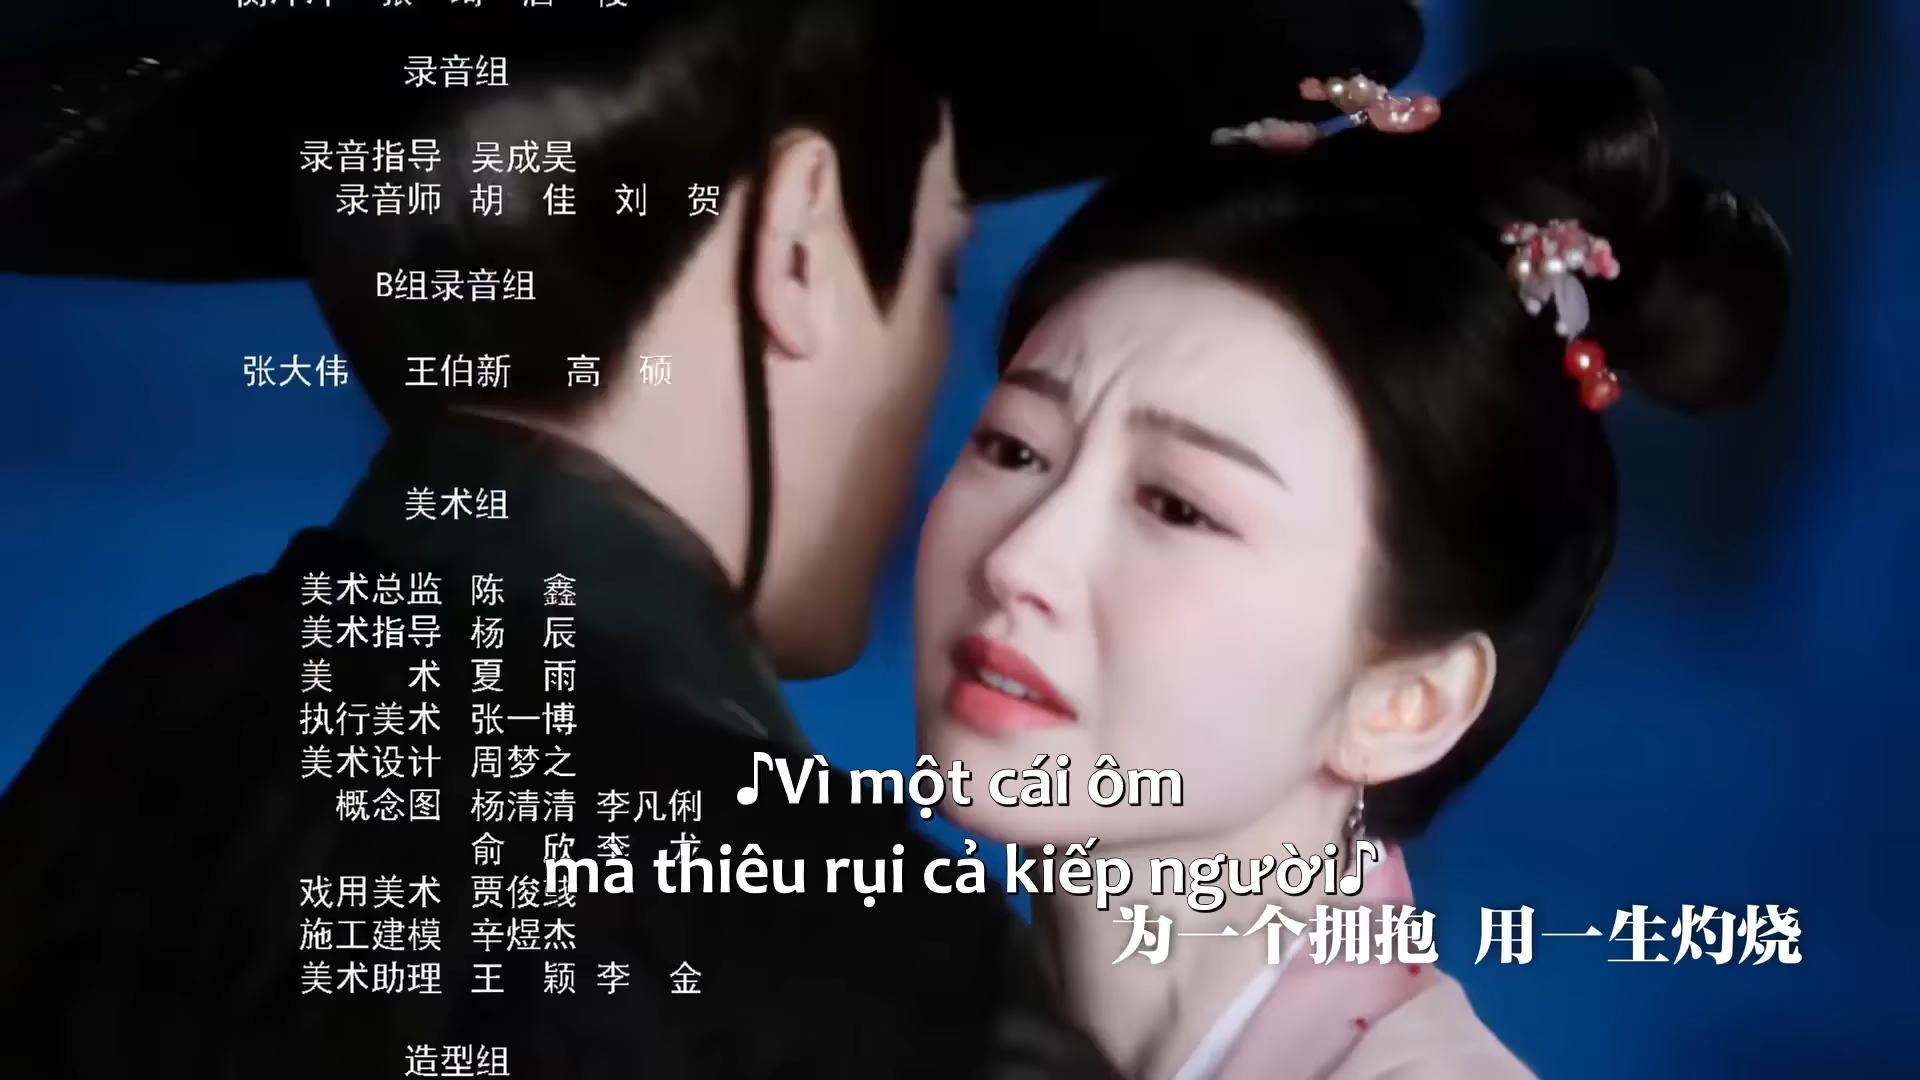 录音组
录音指导 吴成昊
录音师 胡 佳 刘 贺
B组录音组
张大伟 王伯新 高 硕
美术组
美术总监 陈 鑫
美术指导 杨 辰
美 术 夏 雨
执行美术 张一博
美术设计 周梦之
概念图 杨清清 李凡俐
俞 欣 李 龙
戏用美术 贾俊彧
施工建模 辛煜杰
美术助理 王 颖 李 金
造型组
♪Vì một cái ôm
mà thiêu rụi cả kiếp người♪
为一个拥抱 用一生灼烧